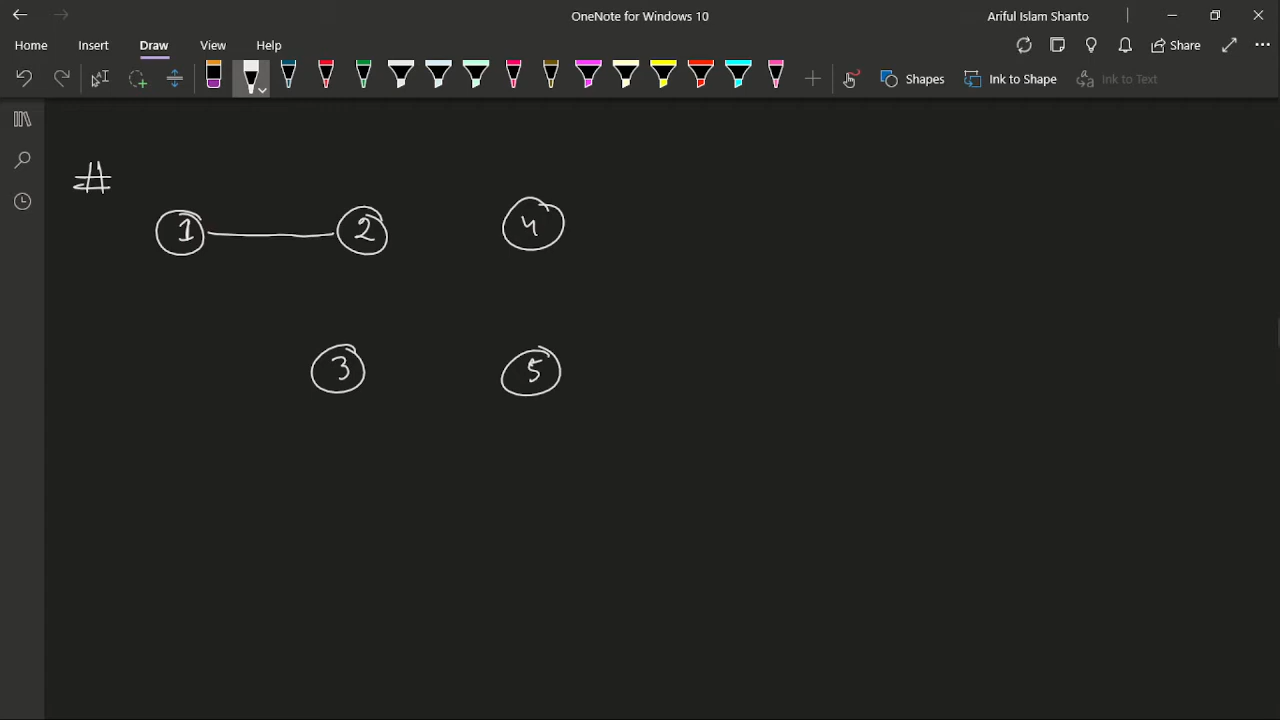 OneNote for Windows 10
Ariful Islam Shanto
Home Insert Draw View Help
Share
Shapes
Ink to Shape
Ink to Text
#
1 2 4
3 5